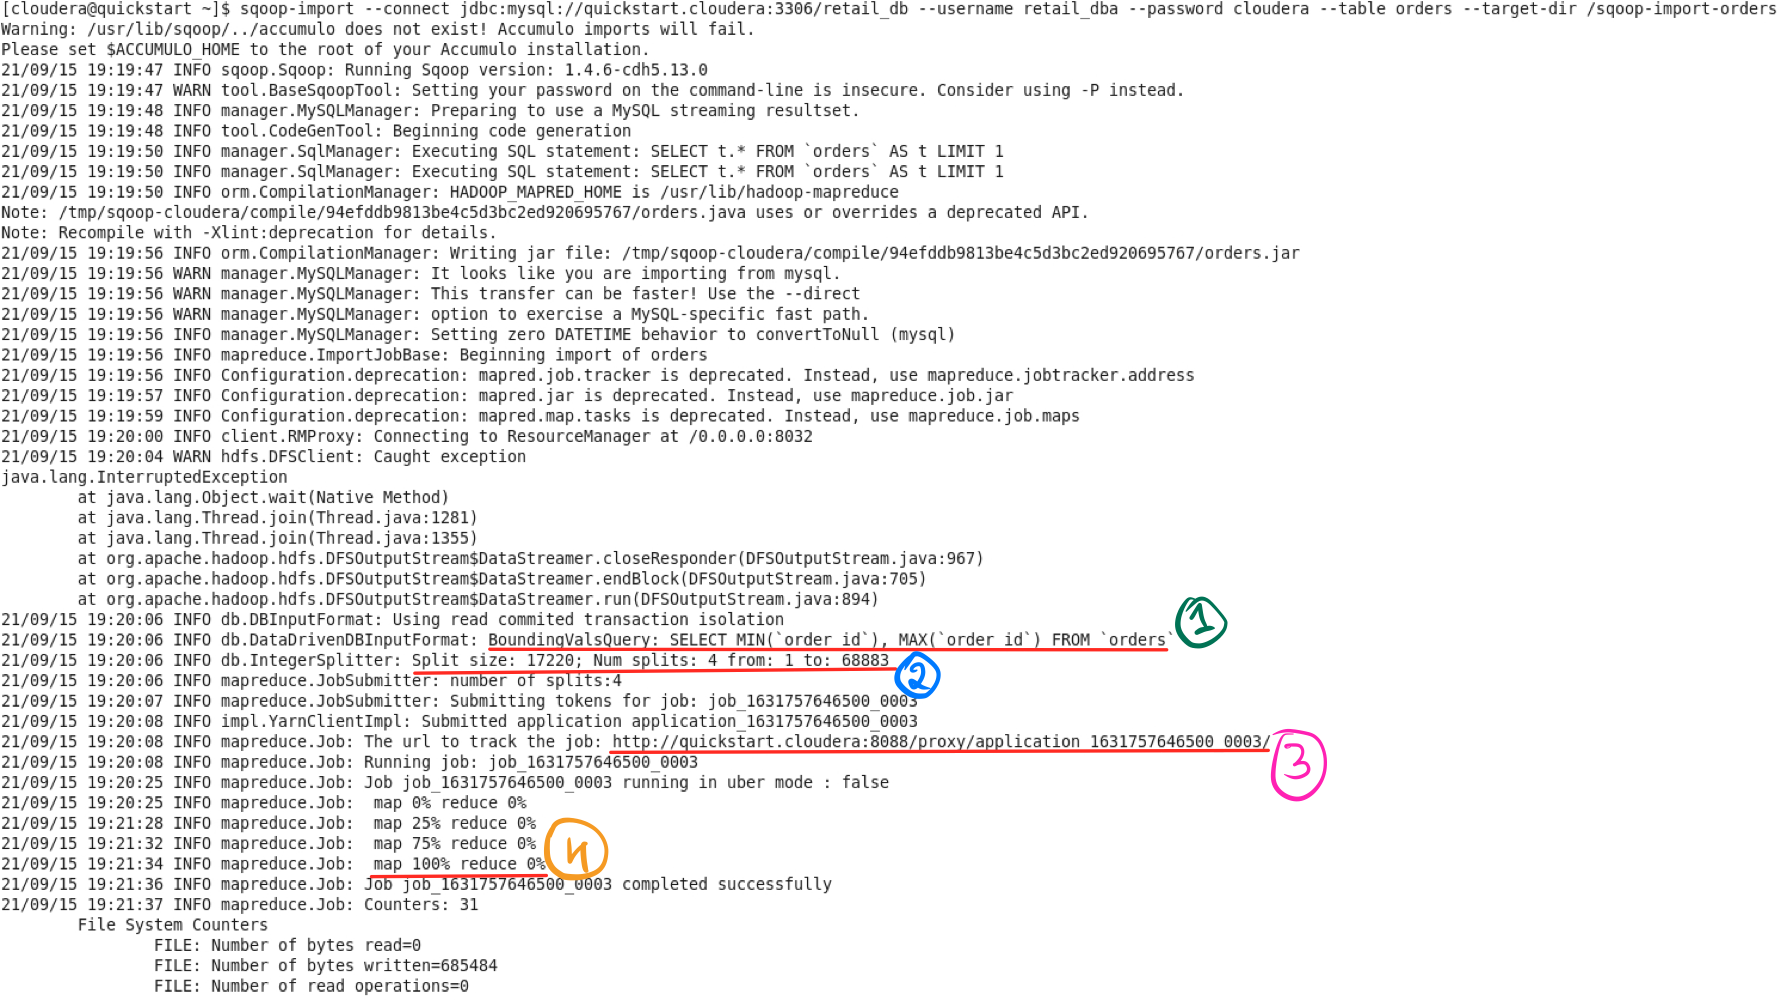 [cloudera@quickstart ~]$ sqoop-import --connect jdbc:mysql://quickstart.cloudera:3306/retail_db --username retail_dba --password cloudera --table orders --target-dir /sqoop-import-orders
Warning: /usr/lib/sqoop/../accumulo does not exist! Accumulo imports will fail.
Please set $ACCUMULO_HOME to the root of your Accumulo installation.
21/09/15 19:19:47 INFO sqoop.Sqoop: Running Sqoop version: 1.4.6-cdh5.13.0
21/09/15 19:19:47 WARN tool.BaseSqoopTool: Setting your password on the command-line is insecure. Consider using -P instead.
21/09/15 19:19:48 INFO manager.MySQLManager: Preparing to use a MySQL streaming resultset.
21/09/15 19:19:48 INFO tool.CodeGenTool: Beginning code generation
21/09/15 19:19:50 INFO manager.SqlManager: Executing SQL statement: SELECT t.* FROM `orders` AS t LIMIT 1
21/09/15 19:19:50 INFO manager.SqlManager: Executing SQL statement: SELECT t.* FROM `orders` AS t LIMIT 1
21/09/15 19:19:50 INFO orm.CompilationManager: HADOOP_MAPRED_HOME is /usr/lib/hadoop-mapreduce
Note: /tmp/sqoop-cloudera/compile/94efddb9813be4c5d3bc2ed920695767/orders.java uses or overrides a deprecated API.
Note: Recompile with -Xlint:deprecation for details.
21/09/15 19:19:56 INFO orm.CompilationManager: Writing jar file: /tmp/sqoop-cloudera/compile/94efddb9813be4c5d3bc2ed920695767/orders.jar
21/09/15 19:19:56 WARN manager.MySQLManager: It looks like you are importing from mysql.
21/09/15 19:19:56 WARN manager.MySQLManager: This transfer can be faster! Use the --direct
21/09/15 19:19:56 WARN manager.MySQLManager: option to exercise a MySQL-specific fast path.
21/09/15 19:19:56 INFO manager.MySQLManager: Setting zero DATETIME behavior to convertToNull (mysql)
21/09/15 19:19:56 INFO mapreduce.ImportJobBase: Beginning import of orders
21/09/15 19:19:56 INFO Configuration.deprecation: mapred.job.tracker is deprecated. Instead, use mapreduce.jobtracker.address
21/09/15 19:19:57 INFO Configuration.deprecation: mapred.jar is deprecated. Instead, use mapreduce.job.jar
21/09/15 19:19:59 INFO Configuration.deprecation: mapred.map.tasks is deprecated. Instead, use mapreduce.job.maps
21/09/15 19:20:00 INFO client.RMProxy: Connecting to ResourceManager at /0.0.0.0:8032
21/09/15 19:20:04 WARN hdfs.DFSClient: Caught exception
java.lang.InterruptedException
at java.lang.Object.wait(Native Method)
at java.lang.Thread.join(Thread.java:1281)
at java.lang.Thread.join(Thread.java:1355)
at org.apache.hadoop.hdfs.DFSOutputStream$DataStreamer.closeResponder(DFSOutputStream.java:967)
at org.apache.hadoop.hdfs.DFSOutputStream$DataStreamer.endBlock(DFSOutputStream.java:705)
at org.apache.hadoop.hdfs.DFSOutputStream$DataStreamer.run(DFSOutputStream.java:894)
21/09/15 19:20:06 INFO db.DBInputFormat: Using read commited transaction isolation
21/09/15 19:20:06 INFO db.DataDrivenDBInputFormat: BoundingValsQuery: SELECT MIN(`order_id`), MAX(`order_id`) FROM `orders` 1
21/09/15 19:20:06 INFO db.IntegerSplitter: Split size: 17220; Num splits: 4 from: 1 to: 68883 2
21/09/15 19:20:06 INFO mapreduce.JobSubmitter: number of splits:4
21/09/15 19:20:07 INFO mapreduce.JobSubmitter: Submitting tokens for job: job_1631757646500_0003
21/09/15 19:20:08 INFO impl.YarnClientImpl: Submitted application application_1631757646500_0003
21/09/15 19:20:08 INFO mapreduce.Job: The url to track the job: http://quickstart.cloudera:8088/proxy/application_1631757646500_0003/ 3
21/09/15 19:20:08 INFO mapreduce.Job: Running job: job_1631757646500_0003
21/09/15 19:20:25 INFO mapreduce.Job: Job job_1631757646500_0003 running in uber mode : false
21/09/15 19:20:25 INFO mapreduce.Job: map 0% reduce 0%
21/09/15 19:21:28 INFO mapreduce.Job: map 25% reduce 0%
21/09/15 19:21:32 INFO mapreduce.Job: map 75% reduce 0% 4
21/09/15 19:21:34 INFO mapreduce.Job: map 100% reduce 0%
21/09/15 19:21:36 INFO mapreduce.Job: Job job_1631757646500_0003 completed successfully
21/09/15 19:21:37 INFO mapreduce.Job: Counters: 31
File System Counters
FILE: Number of bytes read=0
FILE: Number of bytes written=685484
FILE: Number of read operations=0